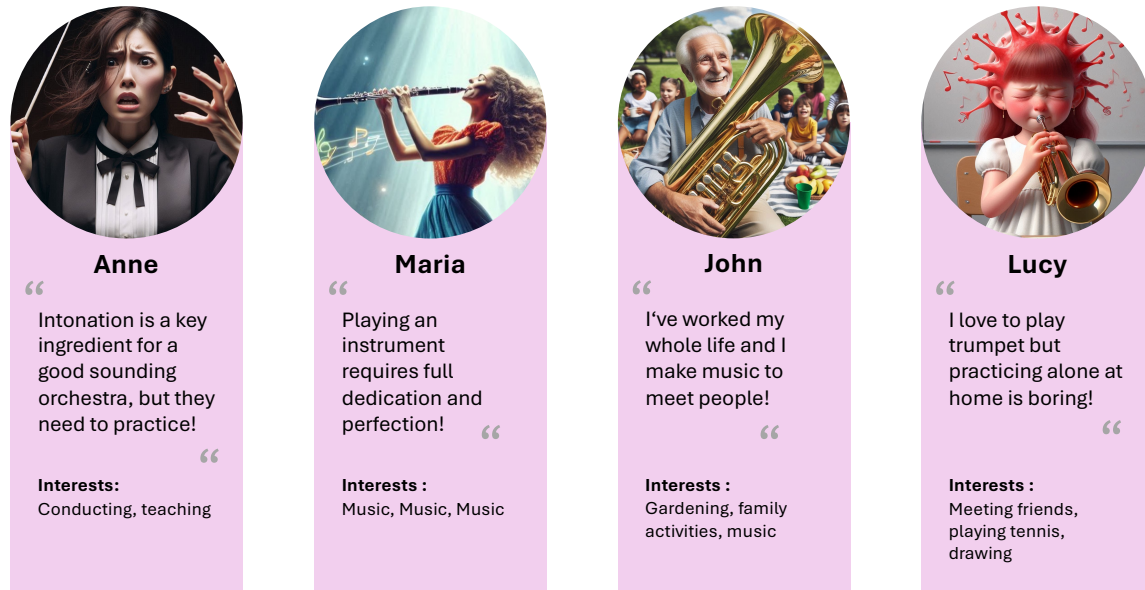 Anne
“
Intonation is a key
ingredient for a
good sounding
orchestra, but they
need to practice!
“
Interests:
Conducting, teaching
Maria
“
Playing an
instrument
requires full
dedication and
perfection!
“
Interests :
Music, Music, Music
John
“
I‘ve worked my
whole life and I
make music to
meet people!
“
Interests :
Gardening, family
activities, music
Lucy
“
I love to play
trumpet but
practicing alone at
home is boring!
“
Interests :
Meeting friends,
playing tennis,
drawing